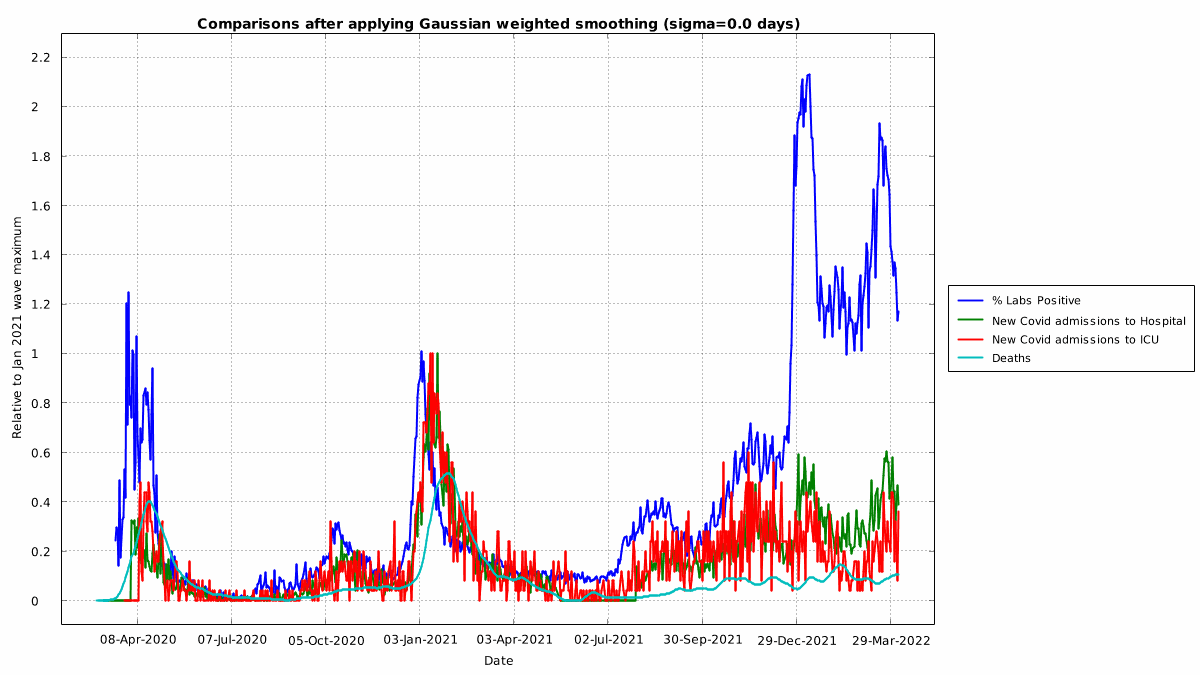 Comparisons after applying Gaussian weighted smoothing (sigma=0.0 days)
Relative to Jan 2021 wave maximum
2.2
2
1.8
1.6
1.4
1.2
1
0.8
0.6
0.4
0.2
0
08-Apr-2020 07-Jul-2020 05-Oct-2020 03-Jan-2021 03-Apr-2021 02-Jul-2021 30-Sep-2021 29-Dec-2021 29-Mar-2022
Date
% Labs Positive
New Covid admissions to Hospital
New Covid admissions to ICU
Deaths